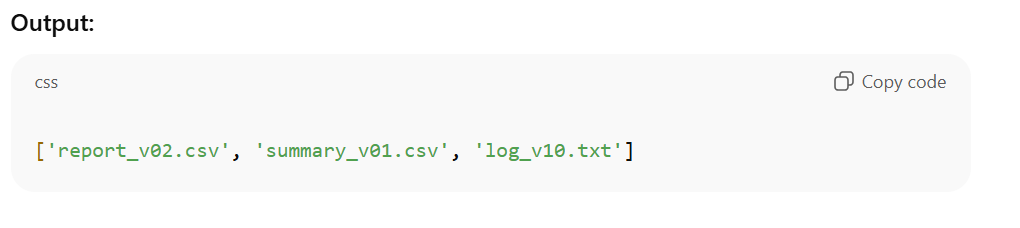 Output:
css
Copy code
['report_v02.csv', 'summary_v01.csv', 'log_v10.txt']